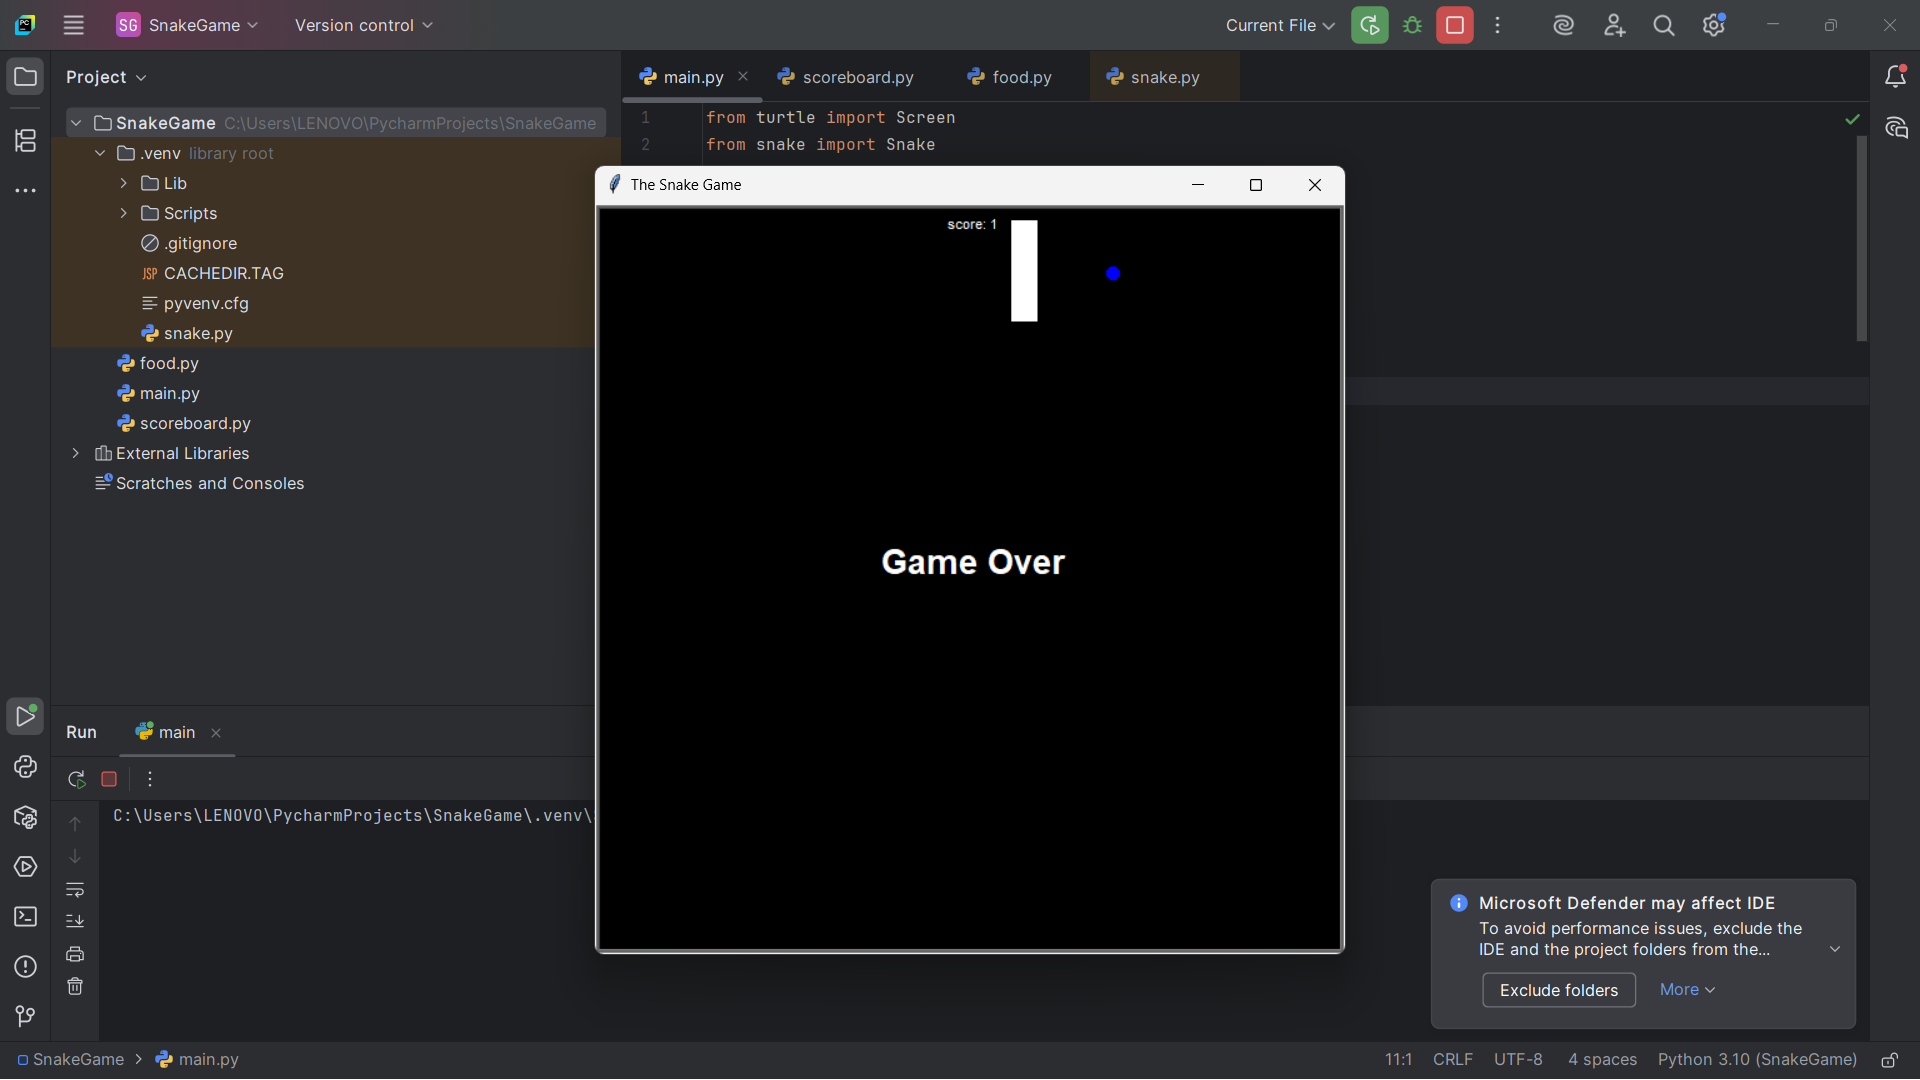 SG SnakeGame
Version control
Current File
Project
main.py
scoreboard.py
food.py
snake.py
SnakeGame C:\Users\LENOVO\PycharmProjects\SnakeGame
.venv library root
Lib
Scripts
.gitignore
JSP CACHEDIR.TAG
pyvenv.cfg
snake.py
food.py
main.py
scoreboard.py
External Libraries
Scratches and Consoles
1 from turtle import Screen
2 from snake import Snake
The Snake Game
score: 1
Game Over
Run
main
C:\Users\LENOVO\PycharmProjects\SnakeGame\.venv\
Microsoft Defender may affect IDE
To avoid performance issues, exclude the
IDE and the project folders from the...
Exclude folders
More
SnakeGame > main.py
11:1 CRLF UTF-8 4 spaces Python 3.10 (SnakeGame)